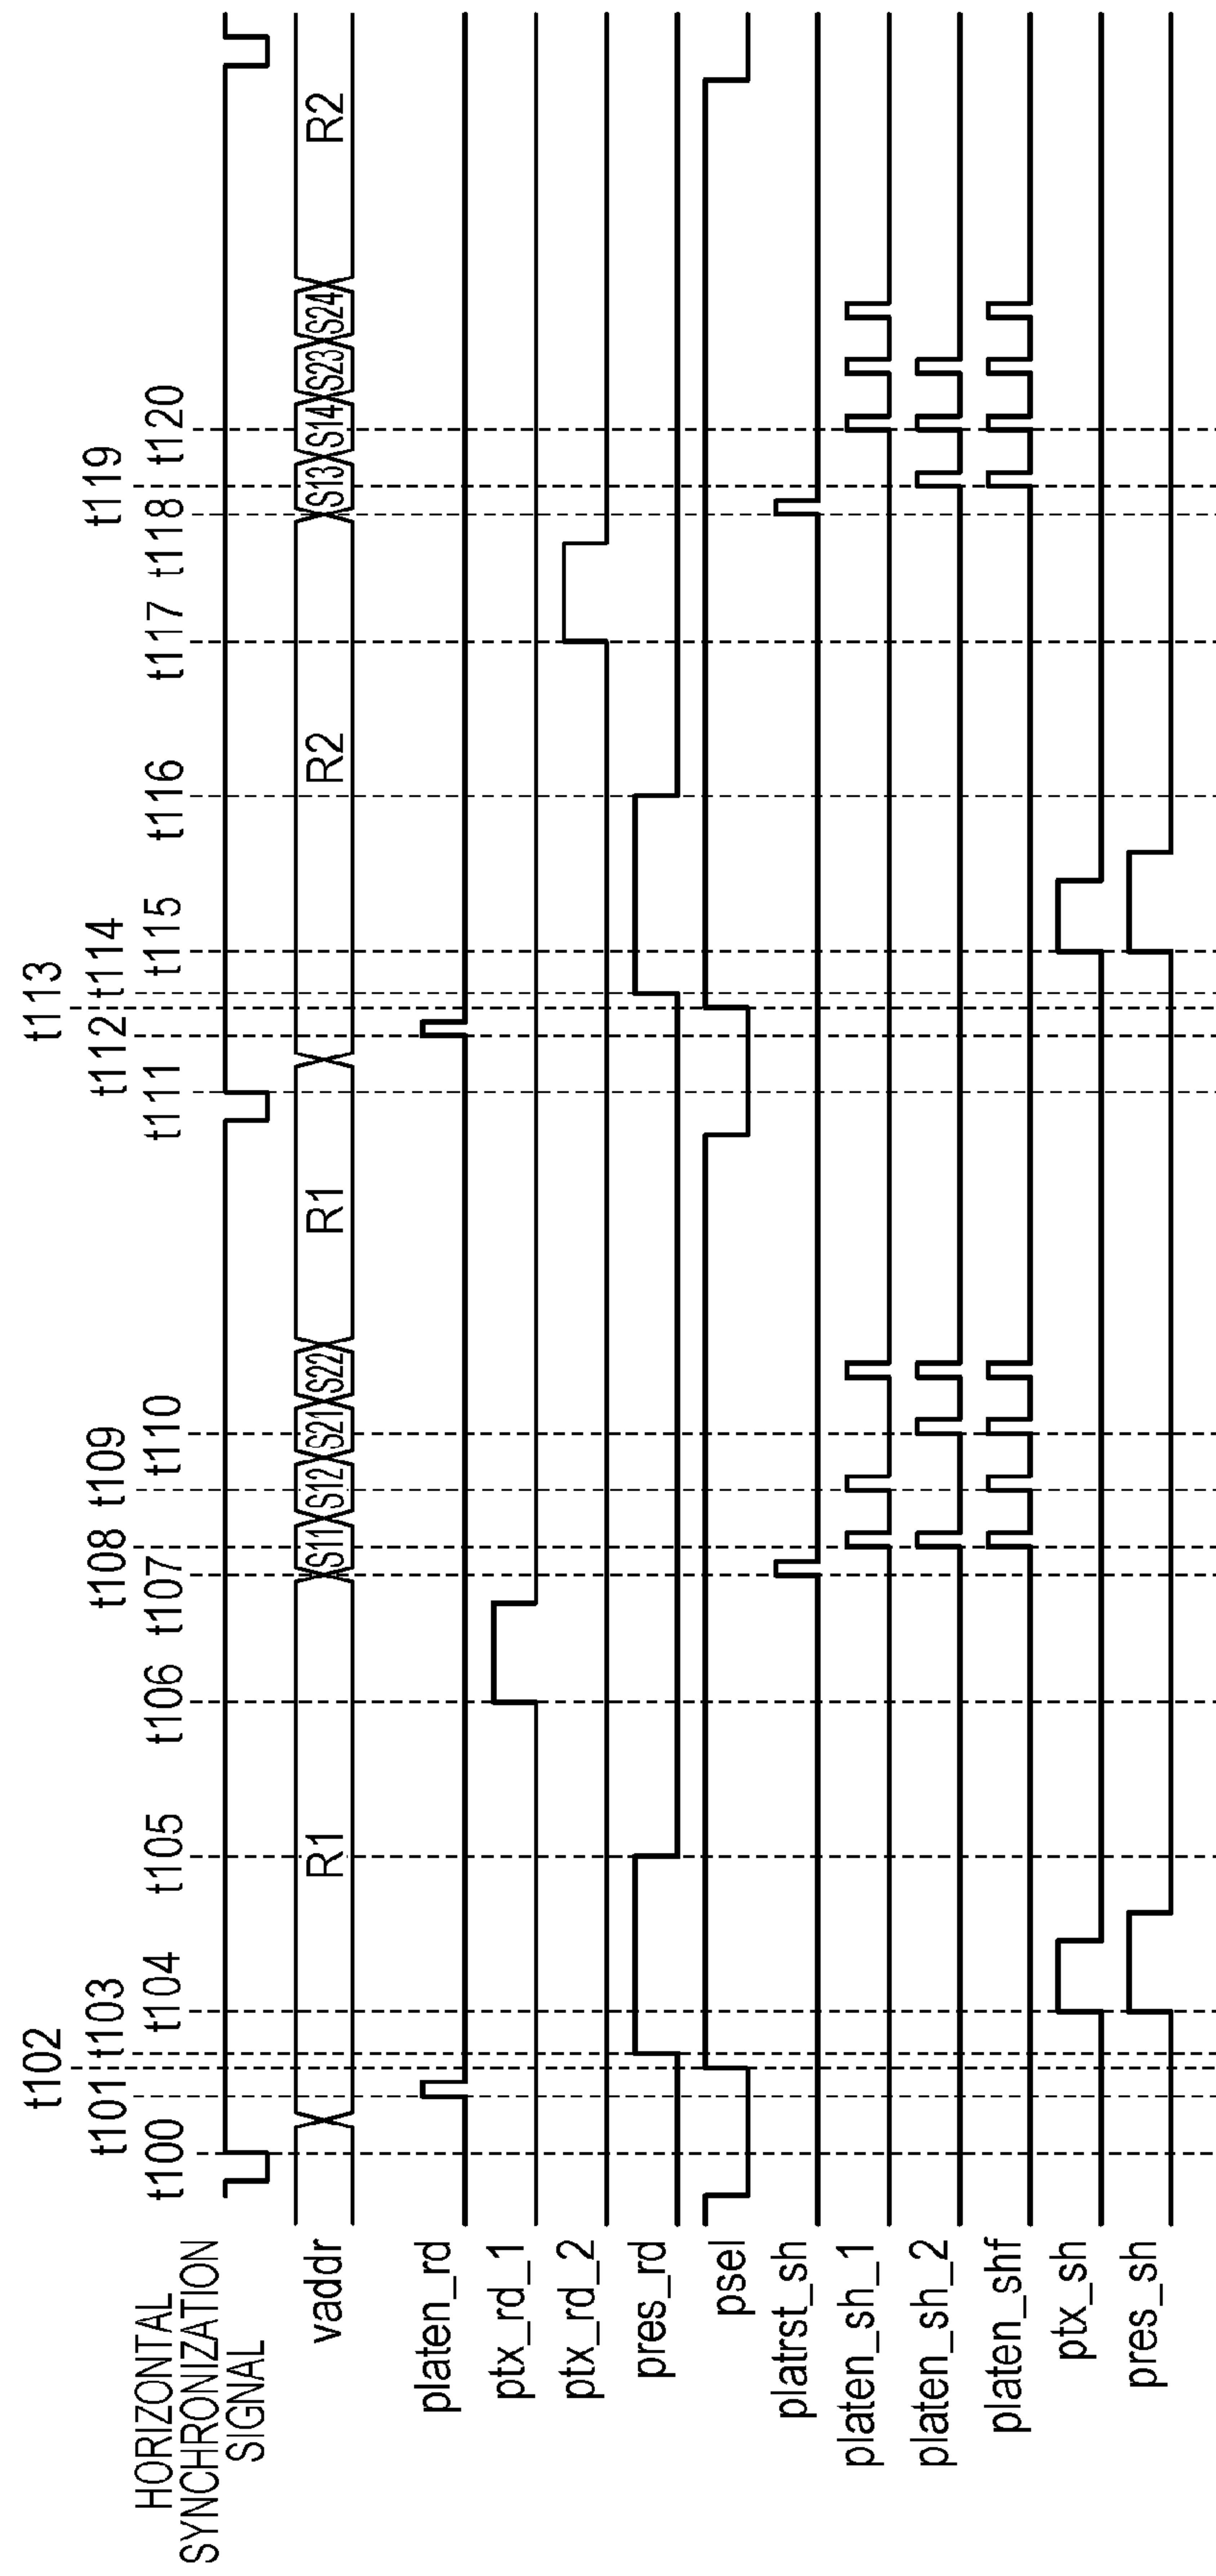 t102
t113
t101 t103
t109
t108
t112 t114
t119
t100
t104
t105
t106
t107
t110
t111
t115
t116
t117
t118
t120
HORIZONTAL
SYNCHRONIZATION
SIGNAL
vaddr
R1
S11
S12
S21
S22
R1
R2
S13
S14
S23
S24
R2
platen_rd
ptx_rd_1
ptx_rd_2
pres_rd
psel
platrst_sh
platen_sh_1
platen_sh_2
platen_shf
ptx_sh
pres_sh